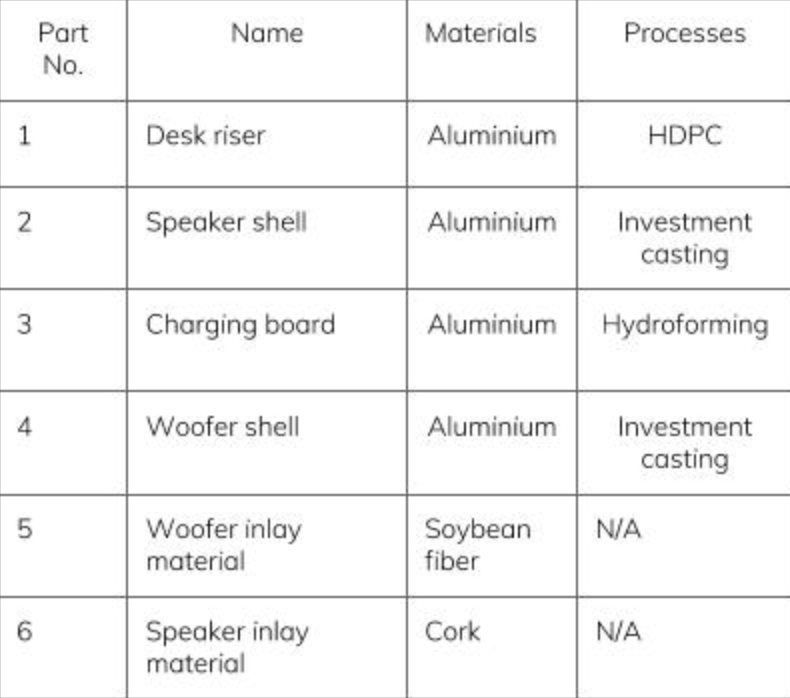 Part No. Name Materials Processes
1 Desk riser Aluminium HDPC
2 Speaker shell Aluminium Investment casting
3 Charging board Aluminium Hydroforming
4 Woofer shell Aluminium Investment casting
5 Woofer inlay material Soybean fiber N/A
6 Speaker inlay material Cork N/A